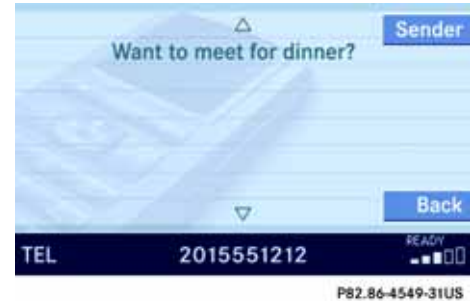 Want to meet for dinner?
Sender
Back
TEL 2015551212 READY
P82.86-4549-31US